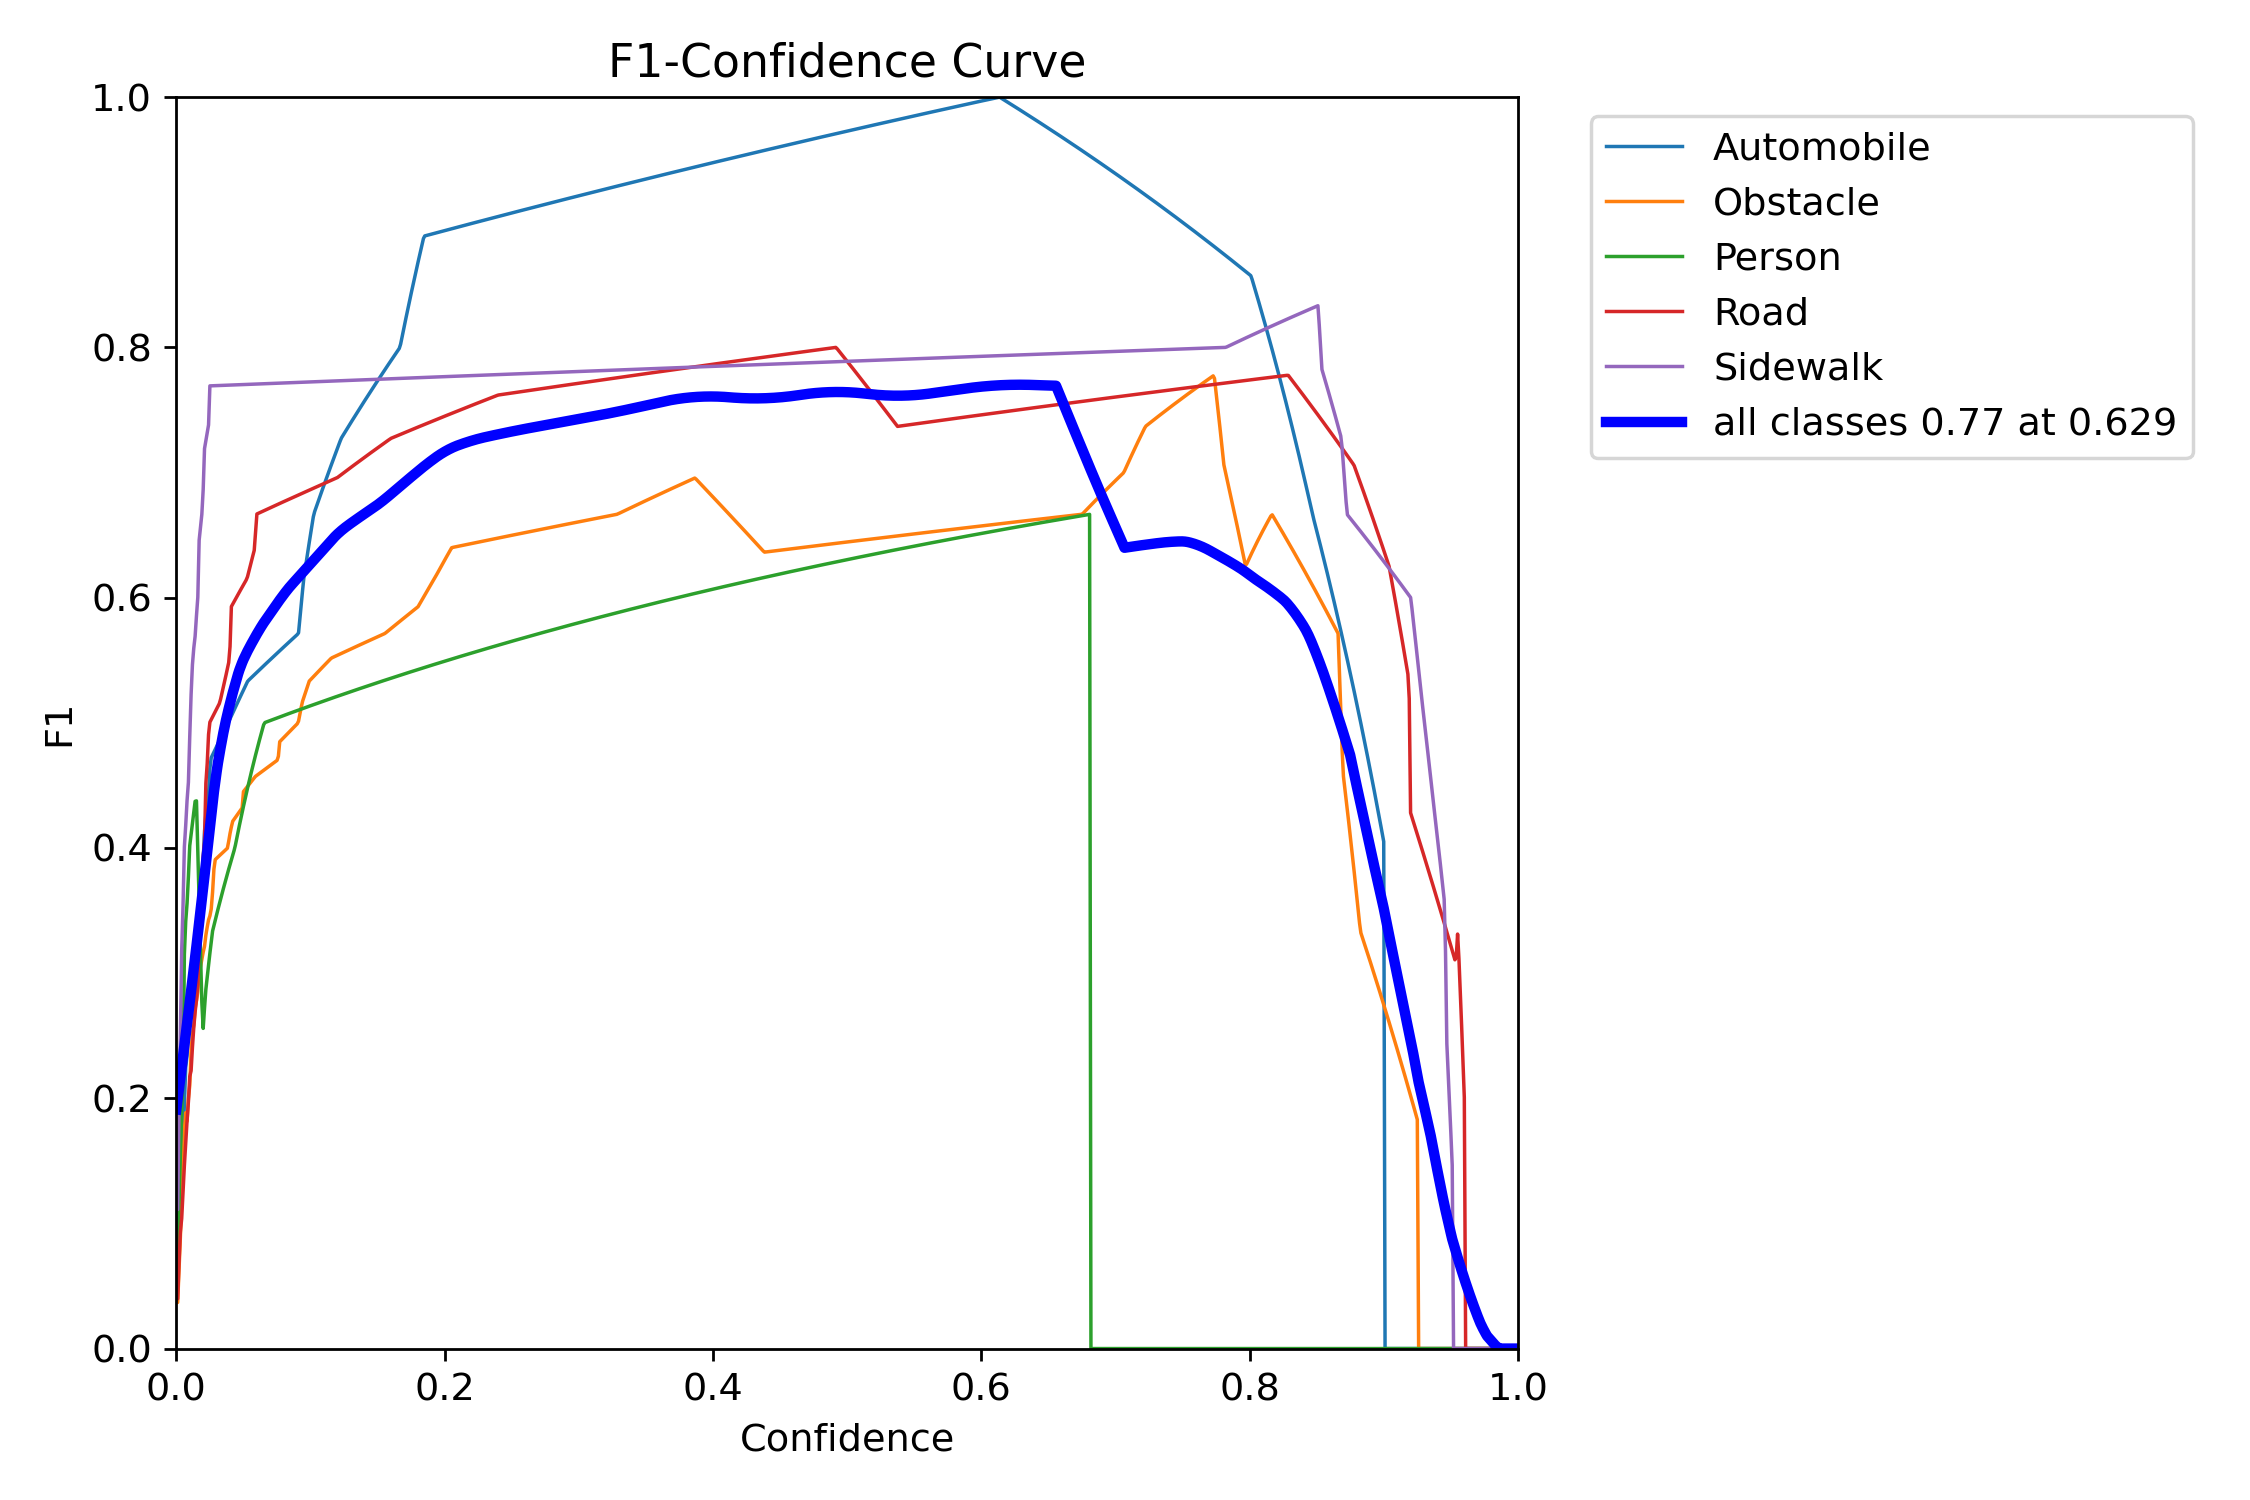 F1-Confidence Curve
1.0
0.8
0.6
0.4
0.2
0.0
F1
0.0 0.2 0.4 0.6 0.8 1.0
Confidence
Automobile
Obstacle
Person
Road
Sidewalk
all classes 0.77 at 0.629